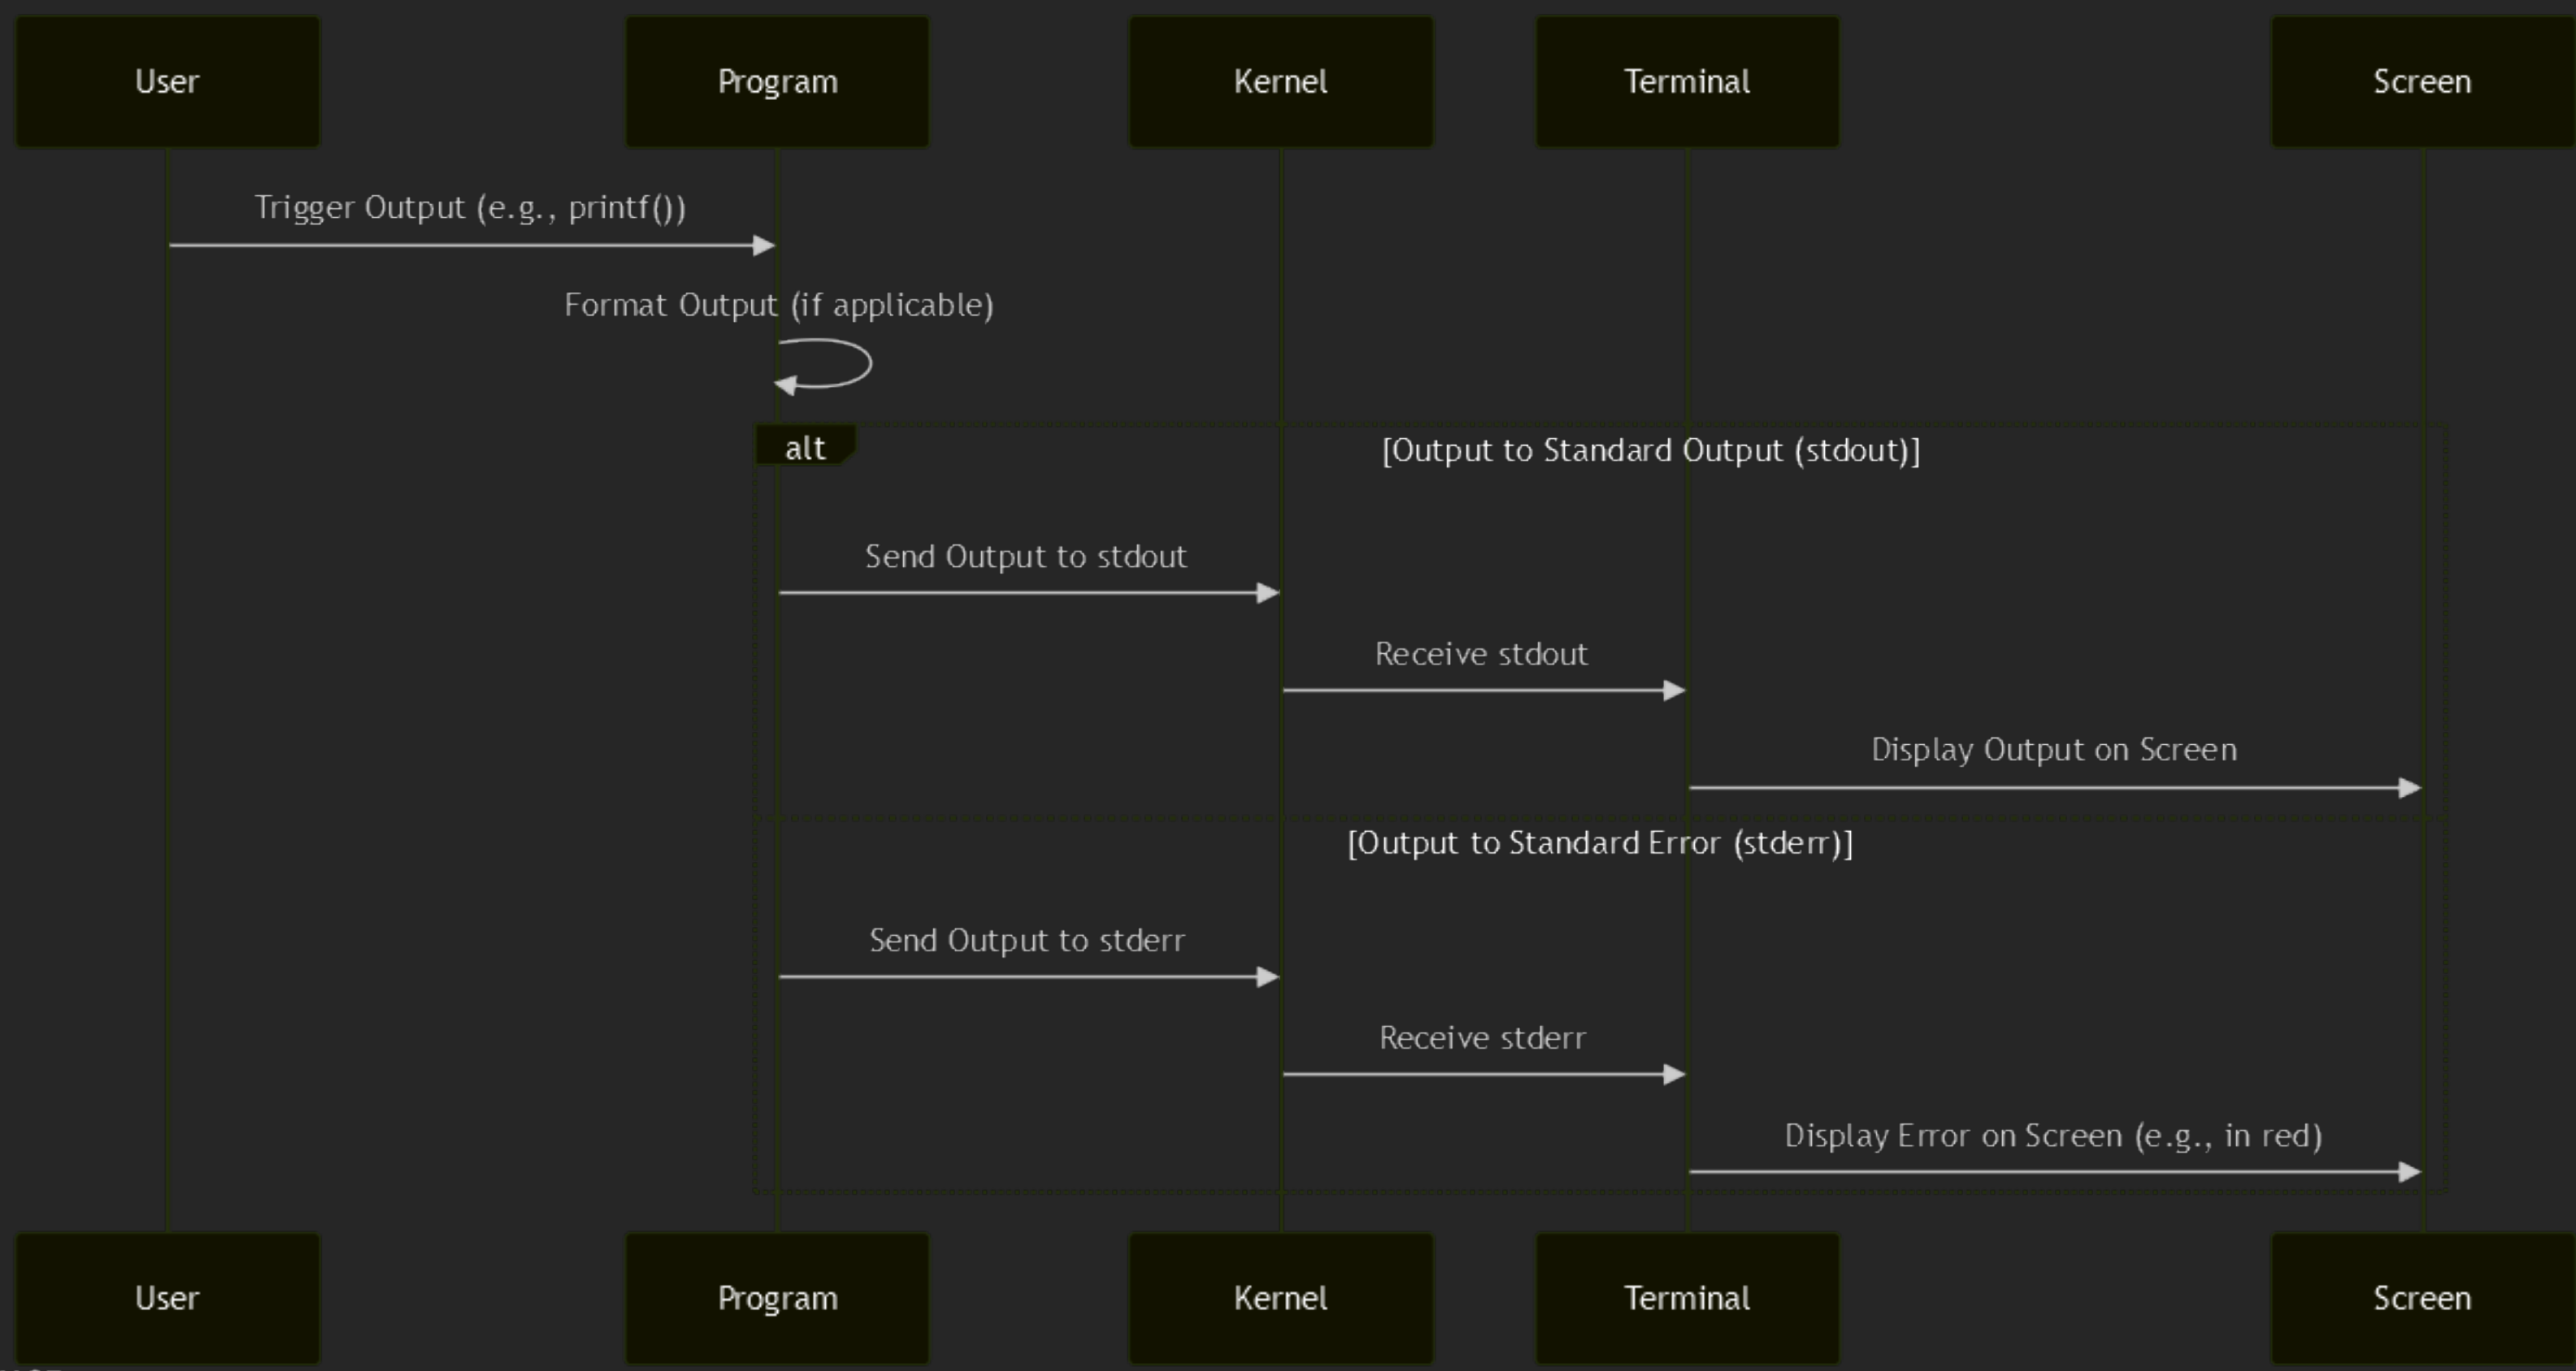 User
Program
Kernel
Terminal
Screen
Trigger Output (e.g., printf())
Format Output (if applicable)
alt
[Output to Standard Output (stdout)]
Send Output to stdout
Receive stdout
Display Output on Screen
[Output to Standard Error (stderr)]
Send Output to stderr
Receive stderr
Display Error on Screen (e.g., in red)
User
Program
Kernel
Terminal
Screen